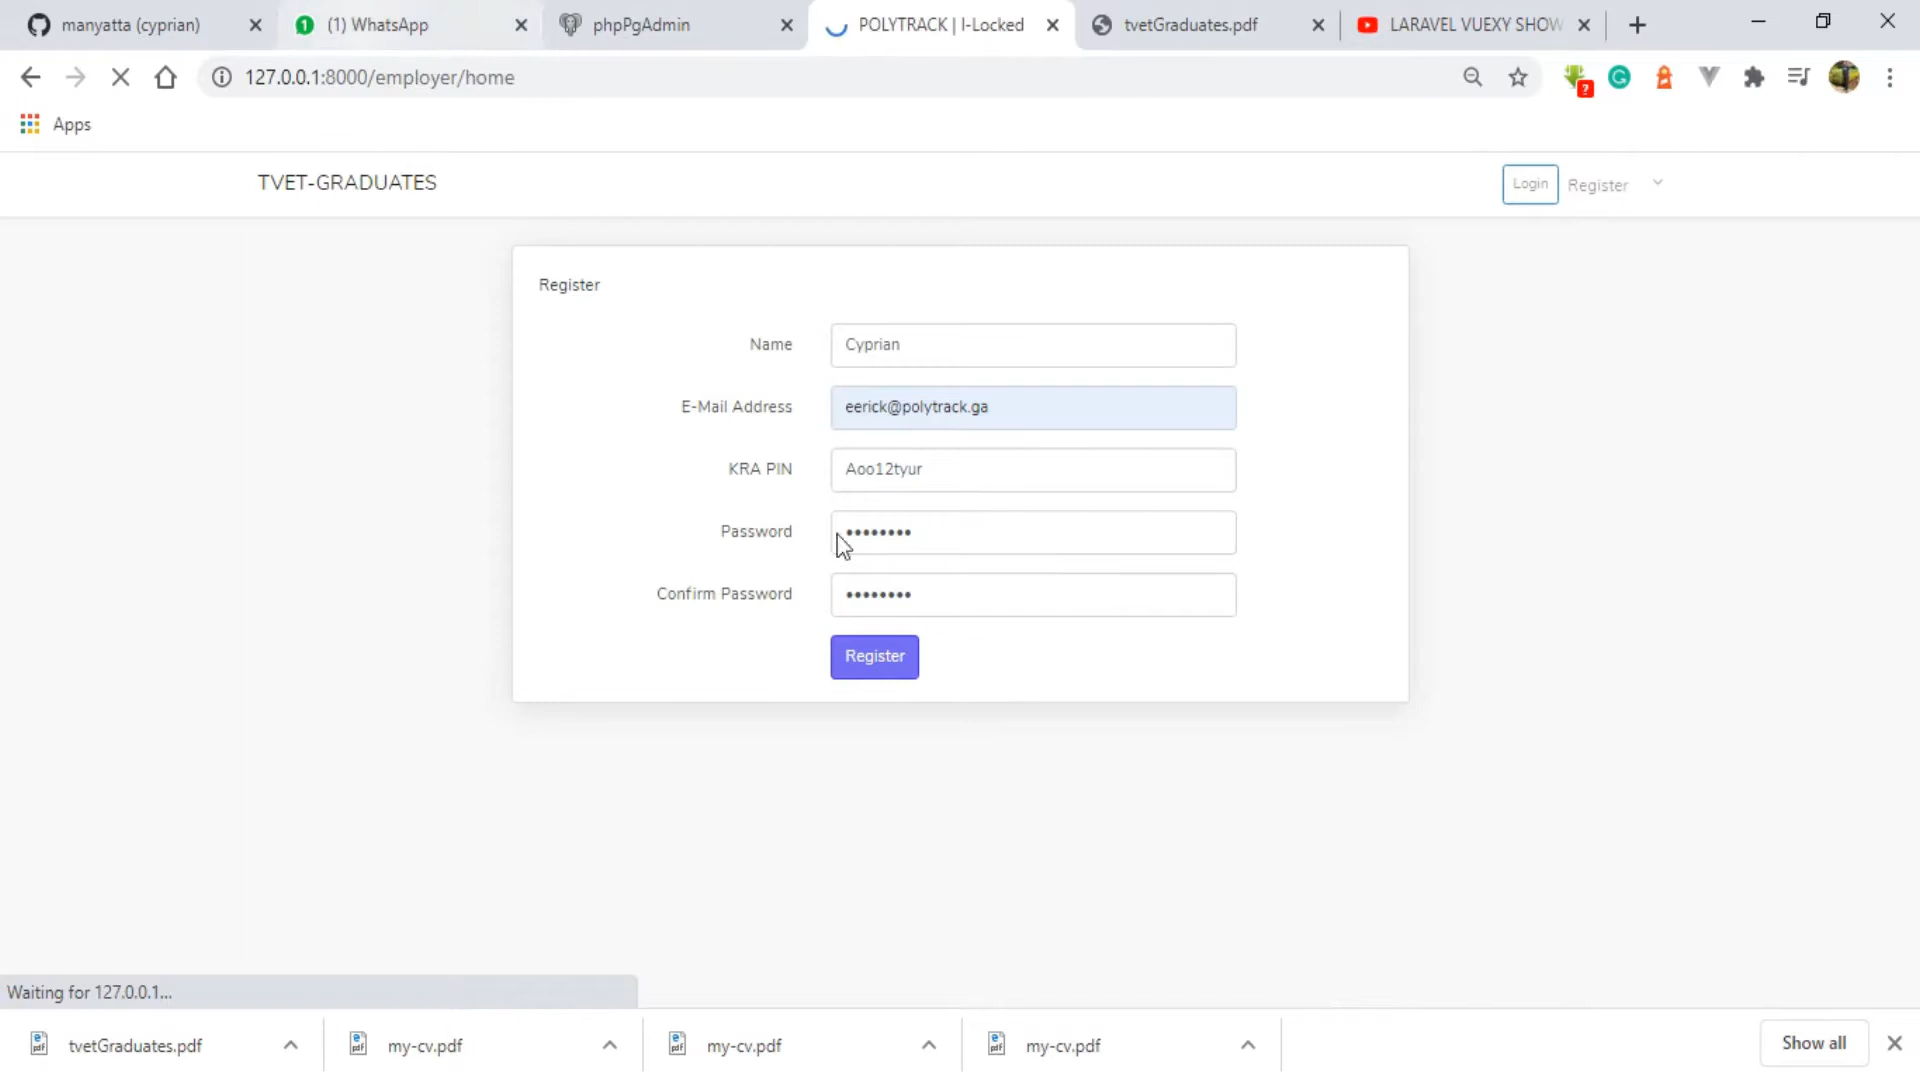 manyatta (cyprian)
(1) WhatsApp
phpPgAdmin
POLYTRACK | I-Locked
tvetGraduates.pdf
LARAVEL VUEXY SHOW
127.0.0.1:8000/employer/home
Apps
TVET-GRADUATES
Login
Register
Register
Name
Cyprian
E-Mail Address
eerick@polytrack.ga
KRA PIN
Aoo12tyur
Password
••••••••
Confirm Password
••••••••
Register
Waiting for 127.0.0.1...
tvetGraduates.pdf
my-cv.pdf
my-cv.pdf
my-cv.pdf
Show all